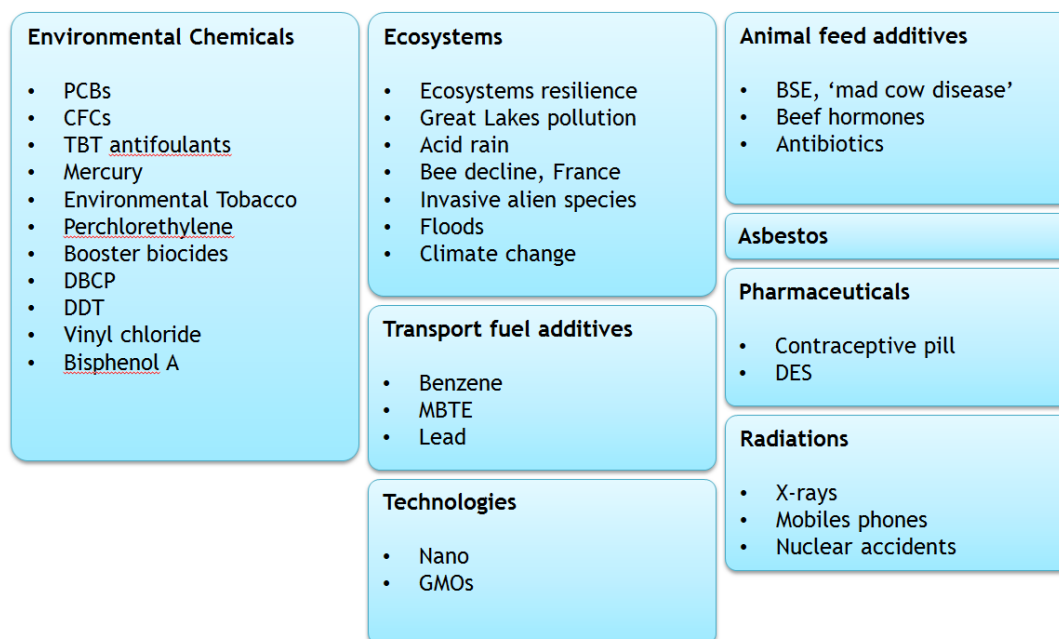 Environmental Chemicals
• PCBs
• CFCs
• TBT antifoulants
• Mercury
• Environmental Tobacco
• Perchlorethylene
• Booster biocides
• DBCP
• DDT
• Vinyl chloride
• Bisphenol A
Ecosystems
• Ecosystems resilience
• Great Lakes pollution
• Acid rain
• Bee decline, France
• Invasive alien species
• Floods
• Climate change
Transport fuel additives
• Benzene
• MBTE
• Lead
Technologies
• Nano
• GMOs
Animal feed additives
• BSE, ‘mad cow disease’
• Beef hormones
• Antibiotics
Asbestos
Pharmaceuticals
• Contraceptive pill
• DES
Radiations
• X-rays
• Mobiles phones
• Nuclear accidents